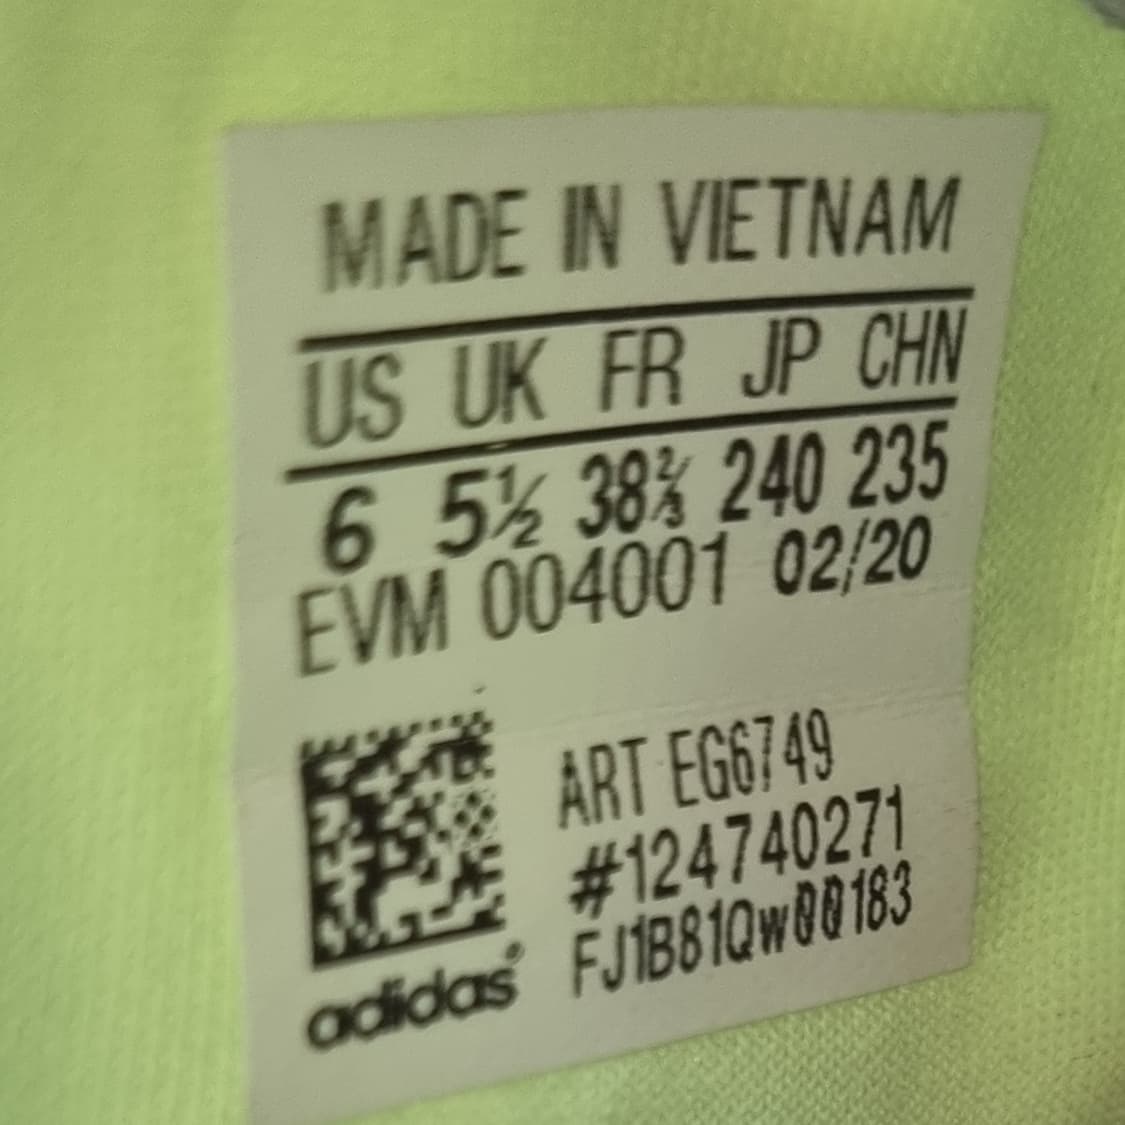 MADE IN VIETNAM
US UK FR JP CHN
6 5½ 38⅔ 240 235
EVM 004001 02/20
ART EG6749
#124740271
FJ1B81Qw00183
adidas®